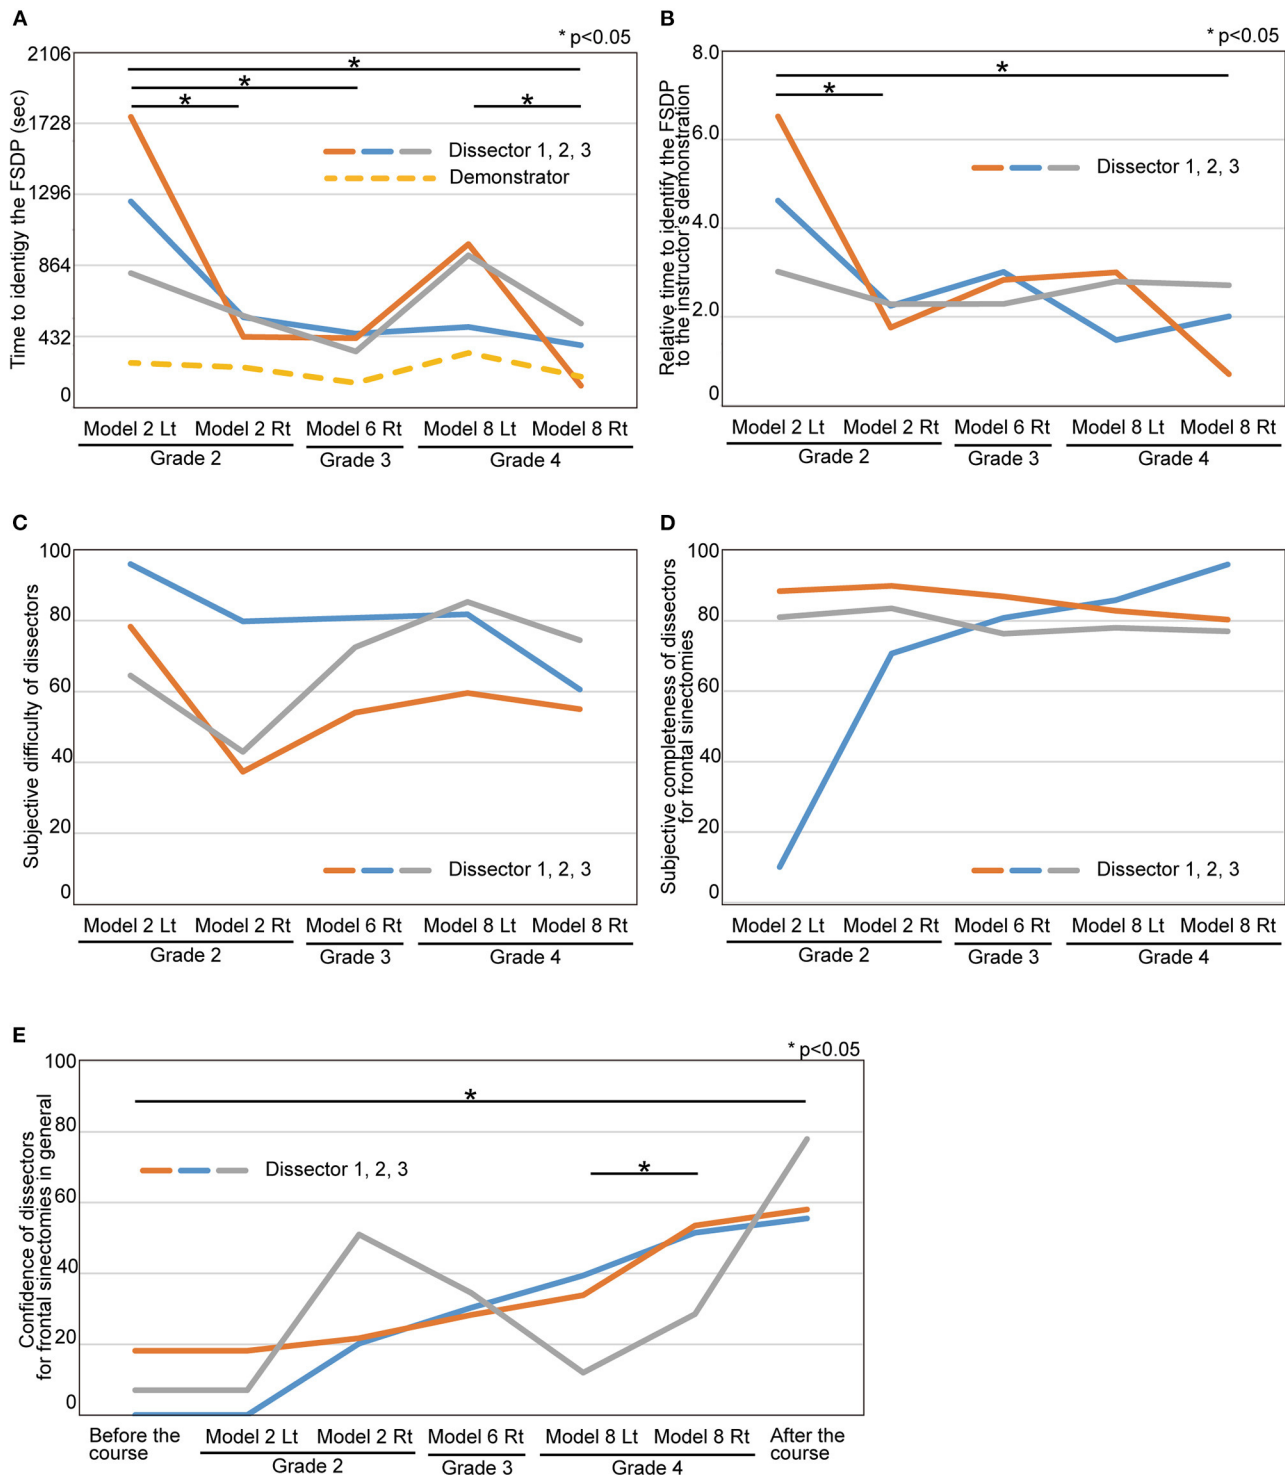 A
* p<0.05
2106
1728
1296
864
432
0
Time to identigy the FSDP (sec)
*
*
*
*
Dissector 1, 2, 3
Demonstrator
Model 2 Lt Model 2 Rt Model 6 Rt Model 8 Lt Model 8 Rt
Grade 2 Grade 3 Grade 4
B
* p<0.05
8.0
6.0
4.0
2.0
0
Relative time to identify the FSDP
to the instructor's demonstration
*
*
Dissector 1, 2, 3
Model 2 Lt Model 2 Rt Model 6 Rt Model 8 Lt Model 8 Rt
Grade 2 Grade 3 Grade 4
C
100
80
60
40
20
0
Subjective difficulty of dissectors
Dissector 1, 2, 3
Model 2 Lt Model 2 Rt Model 6 Rt Model 8 Lt Model 8 Rt
Grade 2 Grade 3 Grade 4
D
100
80
60
40
20
0
Subjective completeness of dissectors
for frontal sinectomies
Dissector 1, 2, 3
Model 2 Lt Model 2 Rt Model 6 Rt Model 8 Lt Model 8 Rt
Grade 2 Grade 3 Grade 4
E
* p<0.05
100
80
60
40
20
0
Confidence of dissectors
for frontal sinectomies in general
*
*
Dissector 1, 2, 3
Before the
course
Model 2 Lt Model 2 Rt Model 6 Rt Model 8 Lt Model 8 Rt
Grade 2 Grade 3 Grade 4
After the
course